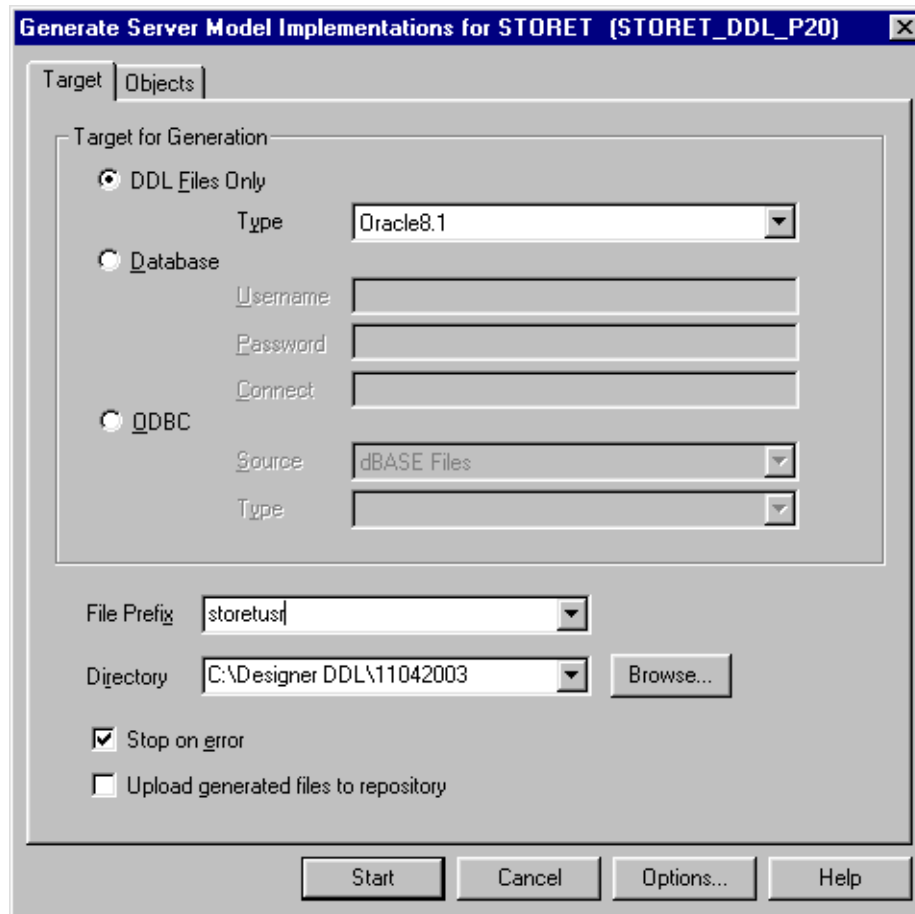 Generate Server Model Implementations for STORET (STORET_DDL_P20)
Target Objects
Target for Generation
DDL Files Only
Type Oracle8.1
Database
Username
Password
Connect
ODBC
Source dBASE Files
Type
File Prefix storetusr
Directory C:\Designer DDL\11042003 Browse...
Stop on error
Upload generated files to repository
Start Cancel Options... Help